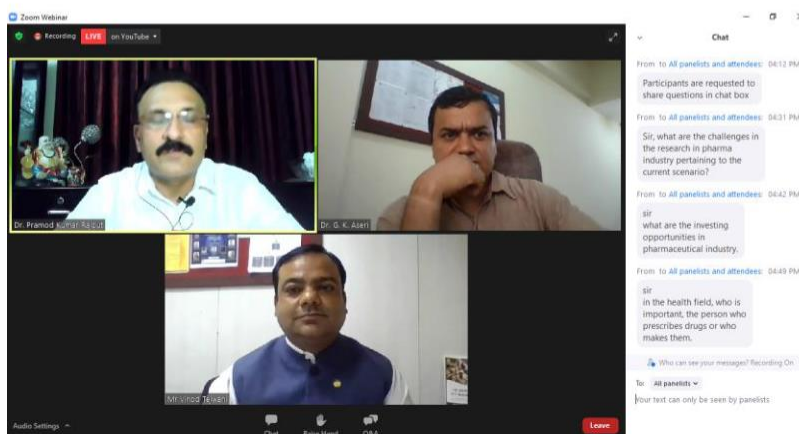 Zoom Webinar
Recording LIVE on YouTube
Dr. Pramod Kumar Rajput
Dr. G. K. Aseri
Mr Vinod Telwani
Audio Settings
Chat
Raise Hand
Q&A
Leave
Chat
From to All panelists and attendees: 04:12 PM
Participants are requested to
share questions in chat box
From to All panelists and attendees: 04:31 PM
Sir, what are the challenges in
the research in pharma
industry pertaining to the
current scenario?
From to All panelists and attendees: 04:42 PM
sir
what are the investing
opportunities in
pharmaceutical industry.
From to All panelists and attendees: 04:49 PM
sir
in the health field, who is
important, the person who
prescribes drugs or who
makes them.
Who can see your messages? Recording On
To: All panelists
Your text can only be seen by panelists